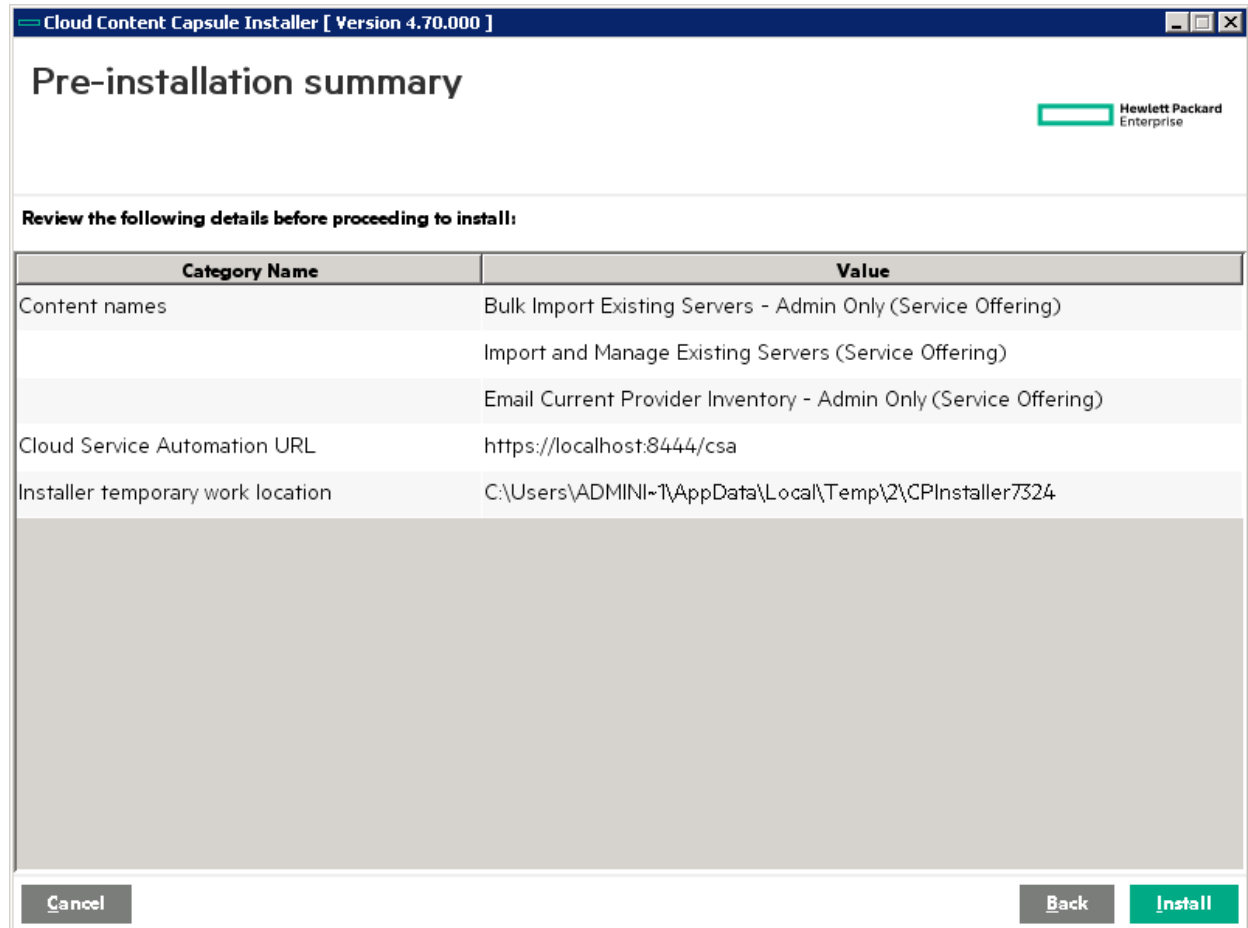 Cloud Content Capsule Installer [ Version 4.70.000 ]
Pre-installation summary
Hewlett Packard
Enterprise
Review the following details before proceeding to install:
Category Name Value
Content names Bulk Import Existing Servers - Admin Only (Service Offering)
Import and Manage Existing Servers (Service Offering)
Email Current Provider Inventory - Admin Only (Service Offering)
Cloud Service Automation URL https://localhost:8444/csa
Installer temporary work location C:\Users\ADMINI~1\AppData\Local\Temp\2\CPInstaller7324
Cancel Back Install